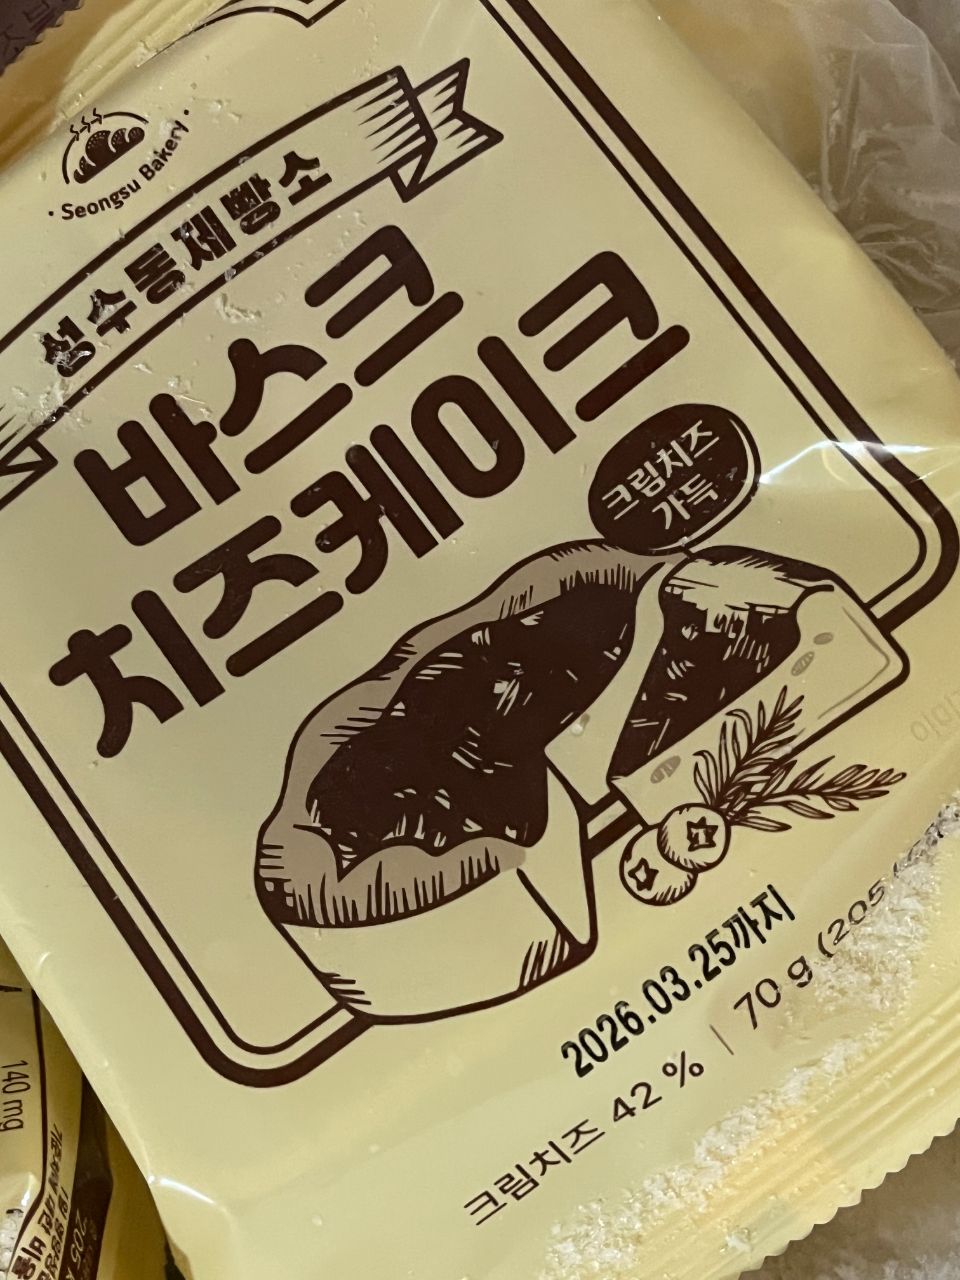 Seongsu Bakery
성수동제빵소
바스크
치즈케이크
크림치즈
가득
2026.03.25까지
크림치즈 42 % | 70 g (205
140 mg